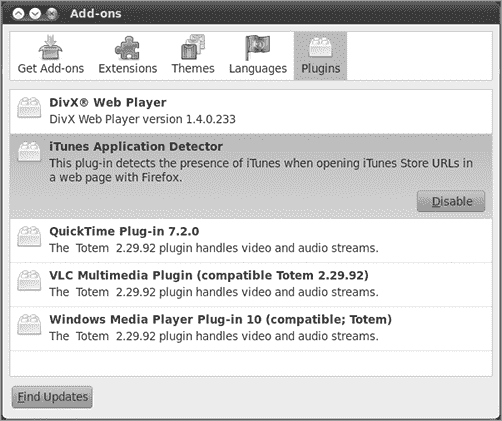 Add-ons
Get Add-ons Extensions Themes Languages Plugins
DivX® Web Player
DivX Web Player version 1.4.0.233
iTunes Application Detector
This plug-in detects the presence of iTunes when opening iTunes Store URLs in
a web page with Firefox.
Disable
QuickTime Plug-in 7.2.0
The Totem 2.29.92 plugin handles video and audio streams.
VLC Multimedia Plugin (compatible Totem 2.29.92)
The Totem 2.29.92 plugin handles video and audio streams.
Windows Media Player Plug-in 10 (compatible; Totem)
The Totem 2.29.92 plugin handles video and audio streams.
Find Updates